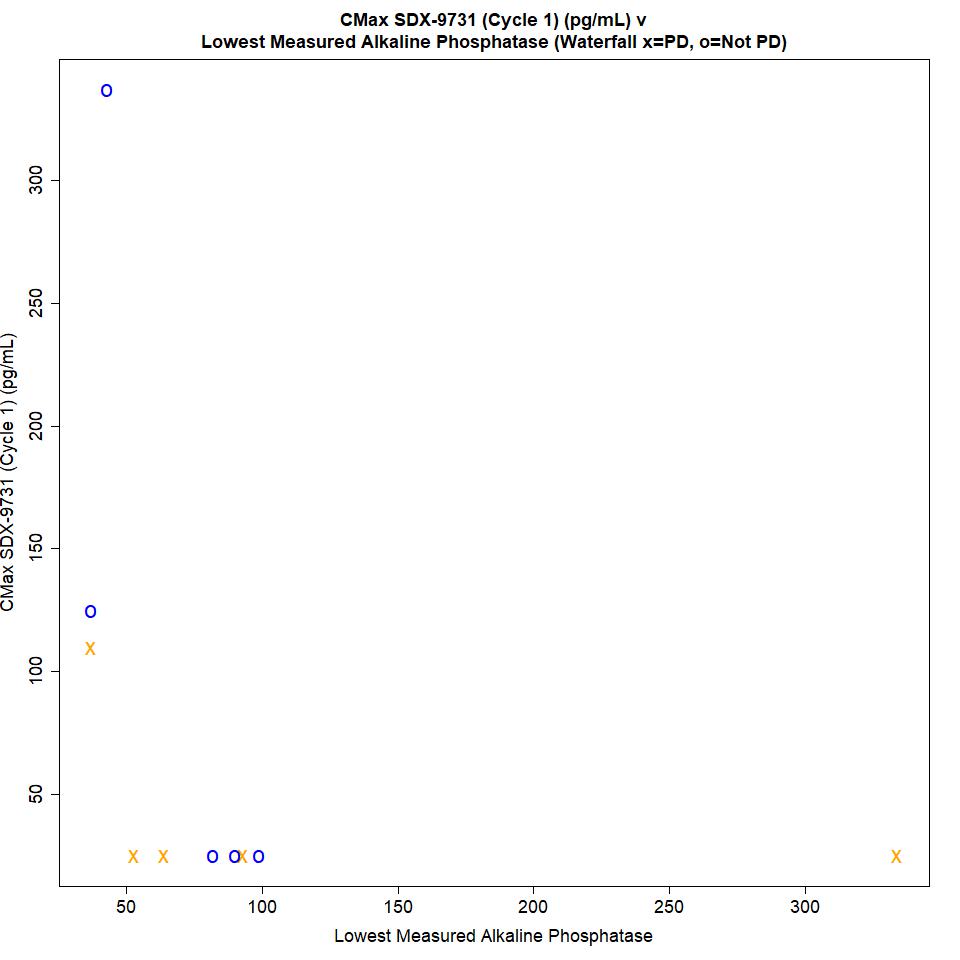 CMax SDX-9731 (Cycle 1) (pg/mL) v
Lowest Measured Alkaline Phosphatase (Waterfall x=PD, o=Not PD)
CMax SDX-9731 (Cycle 1) (pg/mL)
300
250
200
150
100
50
o
o
x
x
x
o
o
x
o
x
50
100
150
200
250
300
Lowest Measured Alkaline Phosphatase